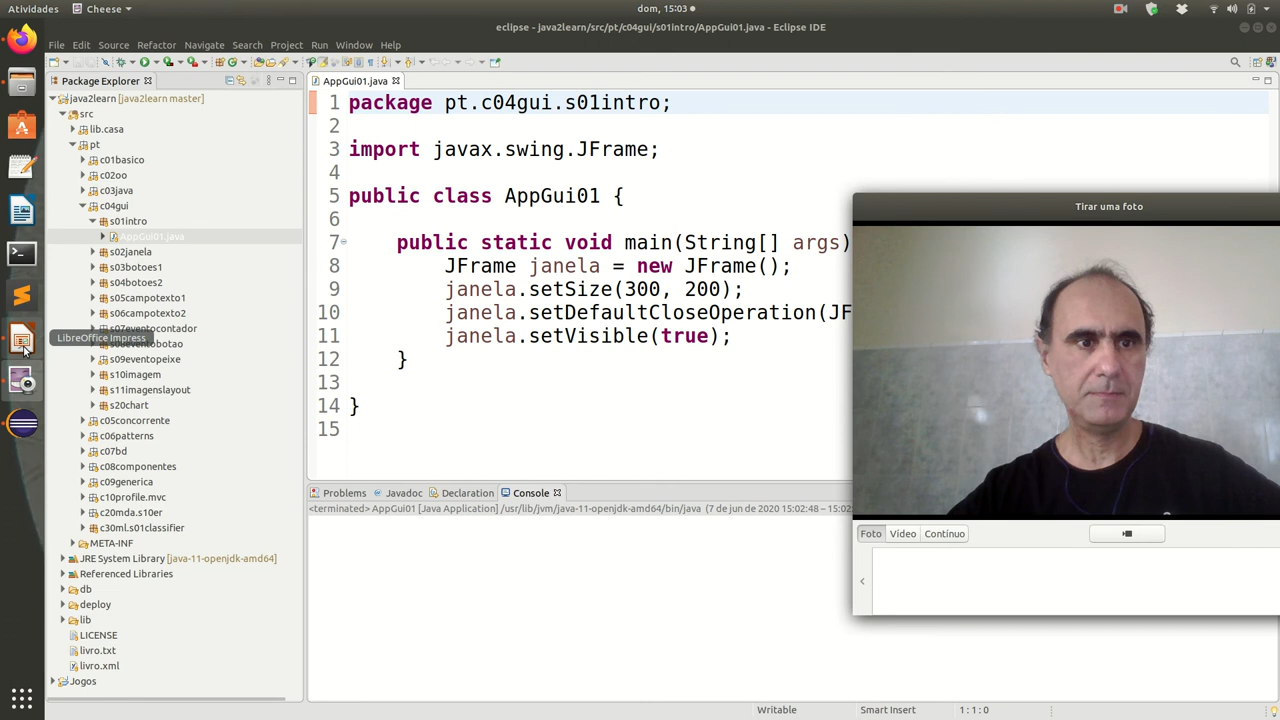 Atividades
Cheese
dom, 15:03
eclipse - java2learn/src/pt/c04gui/s01intro/AppGui01.java - Eclipse IDE
File Edit Source Refactor Navigate Search Project Run Window Help
Package Explorer
AppGui01.java
java2learn [java2learn master]
src
lib.casa
pt
c01basico
c02oo
c03java
c04gui
s01intro
AppGui01.java
s02janela
s03botoes1
s04botoes2
s05campotexto1
s06campotexto2
s07eventocontador
LibreOffice Impress
s09eventopeixe
s10imagem
s11imagenslayout
s20chart
c05concorrente
c06patterns
c07bd
c08componentes
c09generica
c10profile.mvc
c20mda.s10er
c30ml.s01classifier
META-INF
JRE System Library [java-11-openjdk-amd64]
Referenced Libraries
db
deploy
lib
LICENSE
livro.txt
livro.xml
Jogos
1 package pt.c04gui.s01intro;
2
3 import javax.swing.JFrame;
4
5 public class AppGui01 {
6
7 public static void main(String[] args)
8 JFrame janela = new JFrame();
9 janela.setSize(300, 200);
10 janela.setDefaultCloseOperation(JF
11 janela.setVisible(true);
12 }
13
14 }
15
Problems Javadoc Declaration Console
<terminated> AppGui01 [Java Application] /usr/lib/jvm/java-11-openjdk-amd64/bin/java (7 de jun de 2020 15:02:48 – 15:02
Tirar uma foto
Foto Vídeo Contínuo
Writable
Smart Insert
1 : 1 : 0